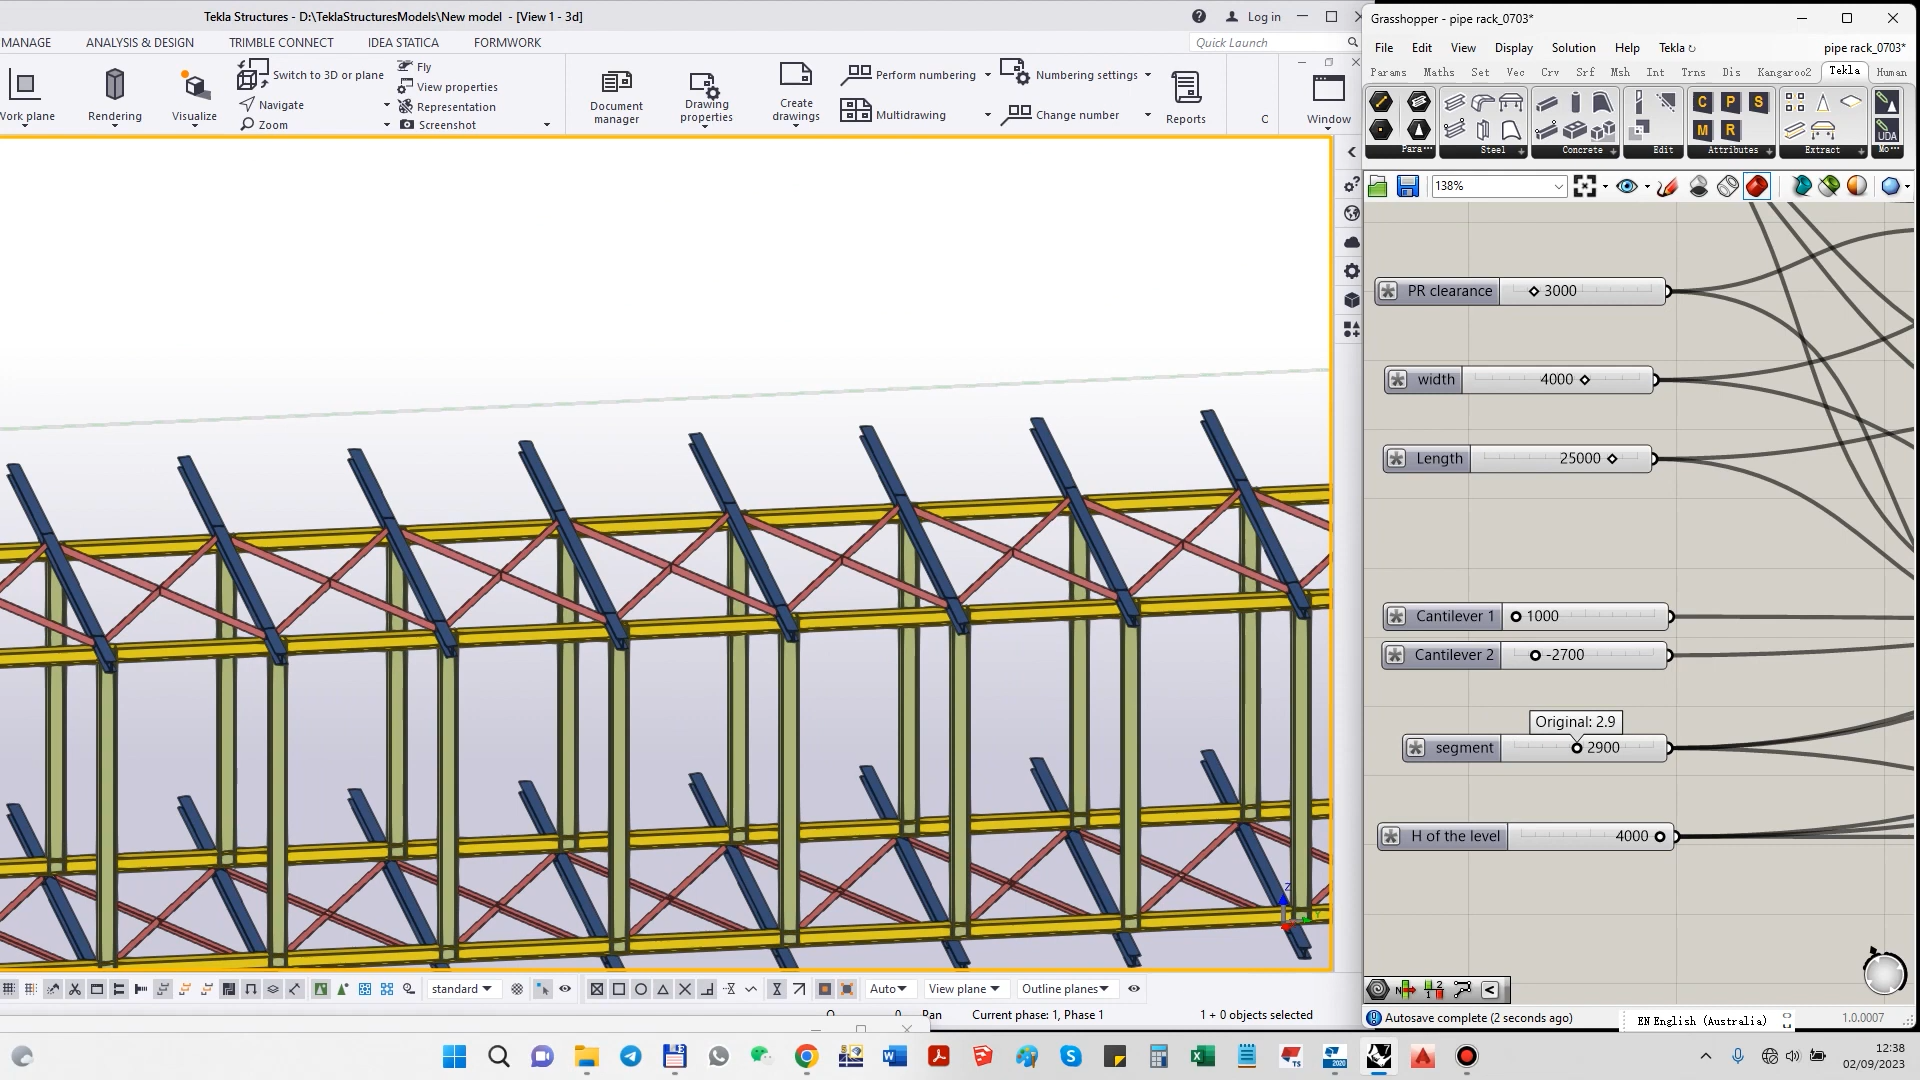 Tekla Structures - D:\TeklaStructuresModels\New model - [View 1 - 3d]
Log in
MANAGE
ANALYSIS & DESIGN
TRIMBLE CONNECT
IDEA STATICA
FORMWORK
Quick Launch
Work plane
Rendering
Visualize
Switch to 3D or plane
Navigate
Zoom
Fly
View properties
Representation
Screenshot
Document manager
Drawing properties
Create drawings
Perform numbering
Multidrawing
Numbering settings
Change number
Reports
C
Window
Grasshopper - pipe rack_0703*
File Edit View Display Solution Help Tekla
pipe rack_0703*
Params Maths Set Vec Crv Srf Msh Int Trns Dis Kangaroo2 Tekla Human
C P S
M R
UDA
Para···
Steel
Concrete
Edit
Attributes
Extract
Mo···
138%
PR clearance
3000
width
4000
Length
25000
Cantilever 1
1000
Cantilever 2
-2700
Original: 2.9
segment
2900
H of the level
4000
Z
Y
standard
Auto
View plane
Outline planes
0
Pan
Current phase: 1, Phase 1
1 + 0 objects selected
Autosave complete (2 seconds ago)
EN English (Australia)
1.0.0007
12:38
02/09/2023